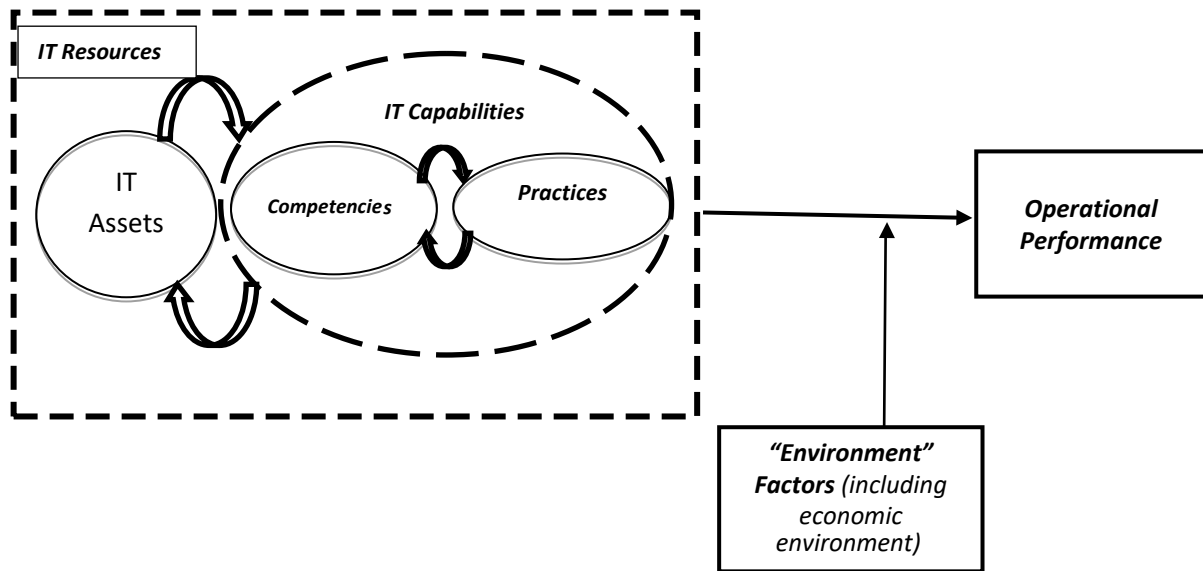 IT Resources
IT Capabilities
IT
Assets
Competencies
Practices
Operational
Performance
“Environment”
Factors (including
economic
environment)